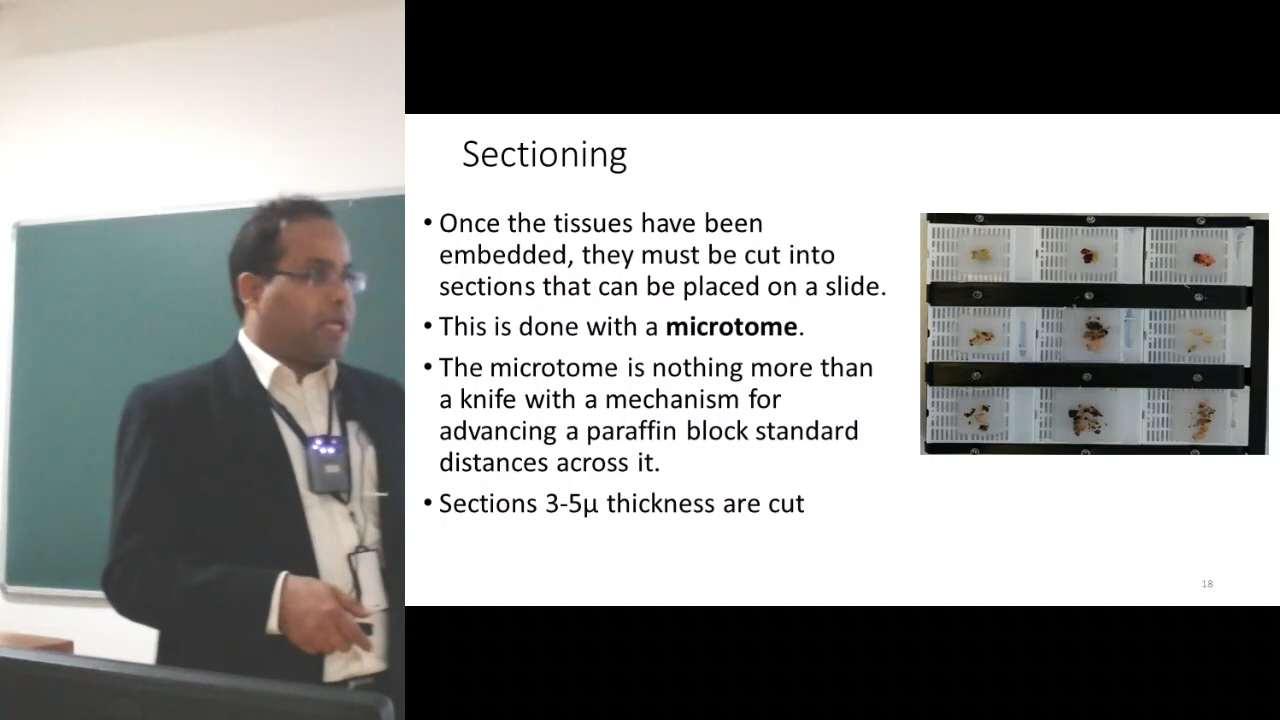 Sectioning
• Once the tissues have been
embedded, they must be cut into
sections that can be placed on a slide.
• This is done with a microtome.
• The microtome is nothing more than
a knife with a mechanism for
advancing a paraffin block standard
distances across it.
• Sections 3-5µ thickness are cut
18